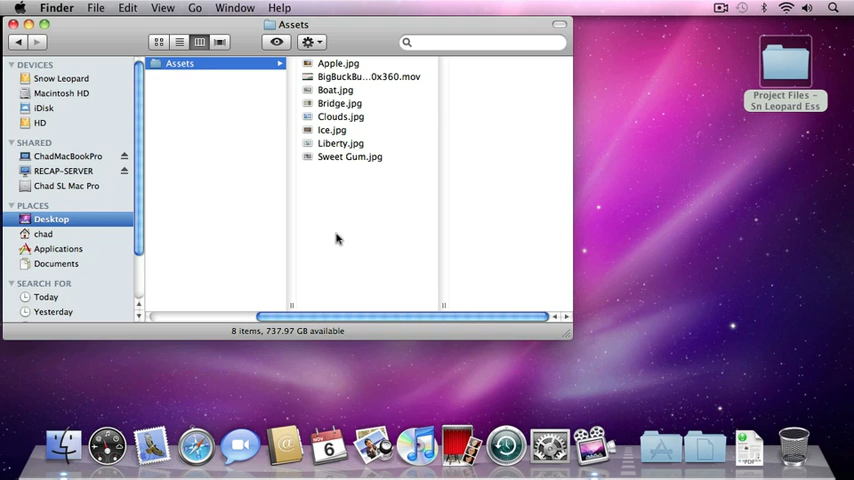 Finder File Edit View Go Window Help
Assets
DEVICES
Snow Leopard
Macintosh HD
iDisk
HD
SHARED
ChadMacBookPro
RECAP-SERVER
Chad SL Mac Pro
PLACES
Desktop
chad
Applications
Documents
SEARCH FOR
Today
Yesterday
Assets
Apple.jpg
BigBuckBu...0x360.mov
Boat.jpg
Bridge.jpg
Clouds.jpg
Ice.jpg
Liberty.jpg
Sweet Gum.jpg
8 items, 737.97 GB available
Project Files -
Sn Leopard Ess
NOV
6
PDF